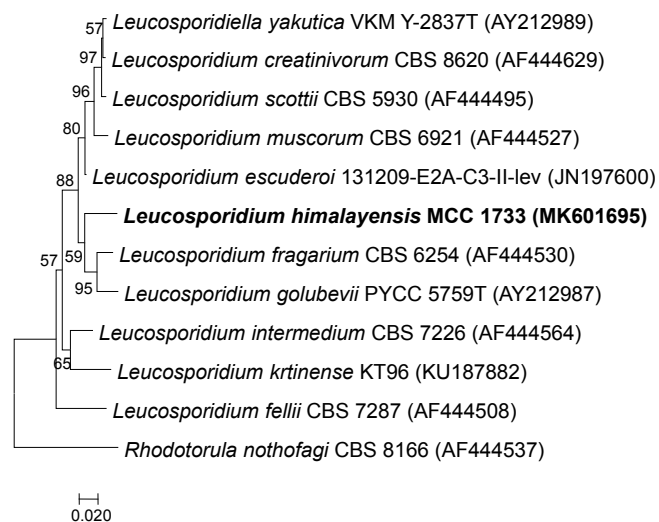 57
Leucosporidiella yakutica VKM Y-2837T (AY212989)
97
Leucosporidium creatinivorum CBS 8620 (AF444629)
96
Leucosporidium scottii CBS 5930 (AF444495)
80
Leucosporidium muscorum CBS 6921 (AF444527)
88
Leucosporidium escuderoi 131209-E2A-C3-II-lev (JN197600)
Leucosporidium himalayensis MCC 1733 (MK601695)
57
59
Leucosporidium fragarium CBS 6254 (AF444530)
95
Leucosporidium golubevii PYCC 5759T (AY212987)
Leucosporidium intermedium CBS 7226 (AF444564)
65
Leucosporidium krtinense KT96 (KU187882)
Leucosporidium fellii CBS 7287 (AF444508)
Rhodotorula nothofagi CBS 8166 (AF444537)
0.020